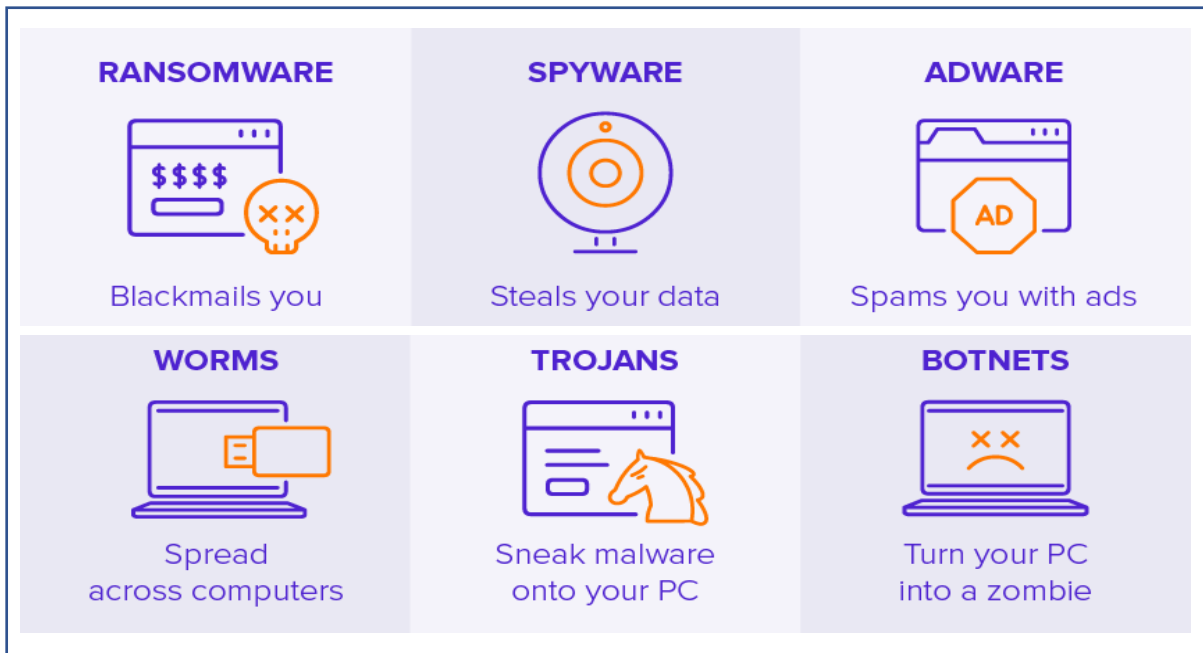 RANSOMWARE
SPYWARE
ADWARE
$$$$
AD
Blackmails you
Steals your data
Spams you with ads
WORMS
TROJANS
BOTNETS
Spread
across computers
Sneak malware
onto your PC
Turn your PC
into a zombie